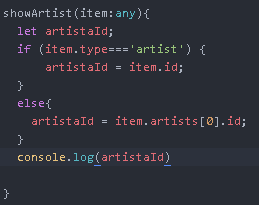 showArtist(item:any){
  let artistaId;
  if (item.type==='artist') {
      artistaId = item.id;
  }
  else{
    artistaId = item.artists[0].id;
  }
  console.log(artistaId)

}